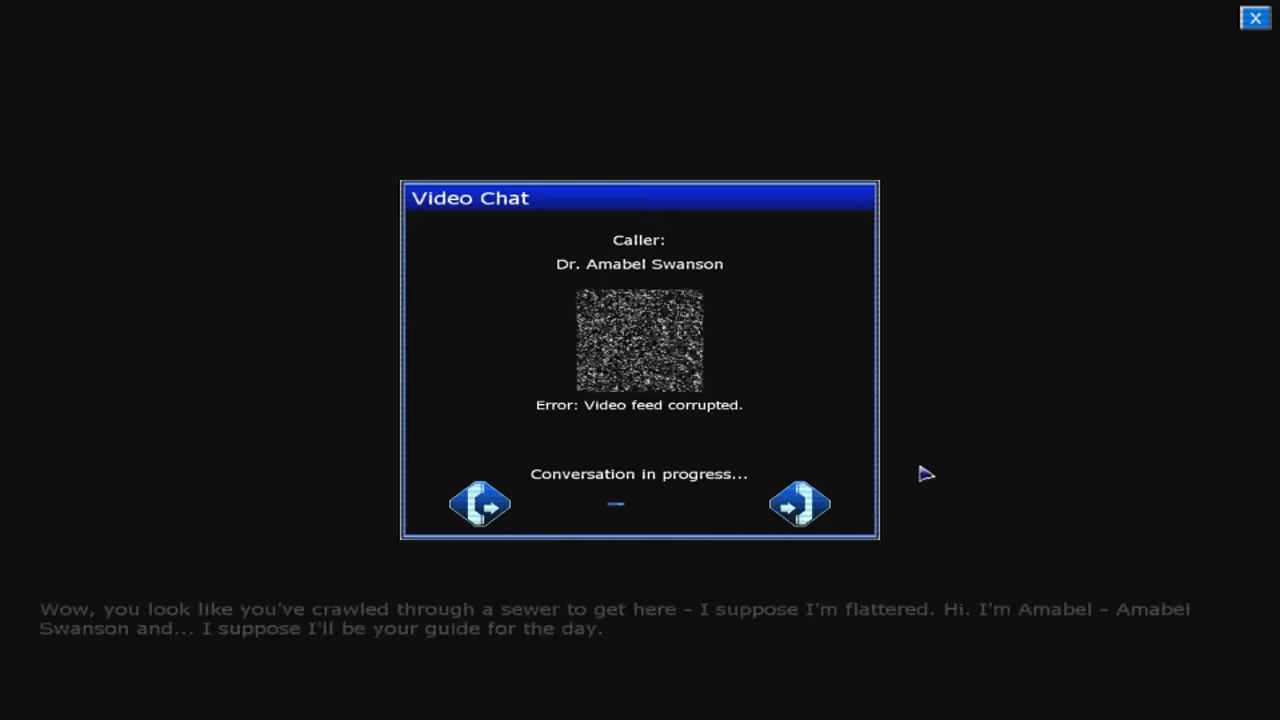 X
Video Chat
Caller:
Dr. Amabel Swanson
Error: Video feed corrupted.
Conversation in progress...
Wow, you look like you've crawled through a sewer to get here - I suppose I'm flattered. Hi. I'm Amabel - Amabel
Swanson and... I suppose I'll be your guide for the day.